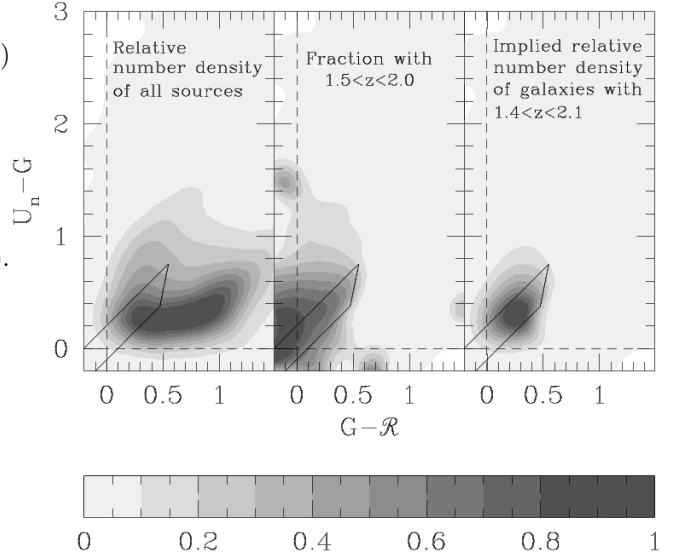 )
.
3
2
1
0
U_n−G
Relative
number density
of all sources
Fraction with
1.5<z<2.0
Implied relative
number density
of galaxies with
1.4<z<2.1
0 0.5 1 0 0.5 1 0 0.5 1
G−ℛ
0 0.2 0.4 0.6 0.8 1